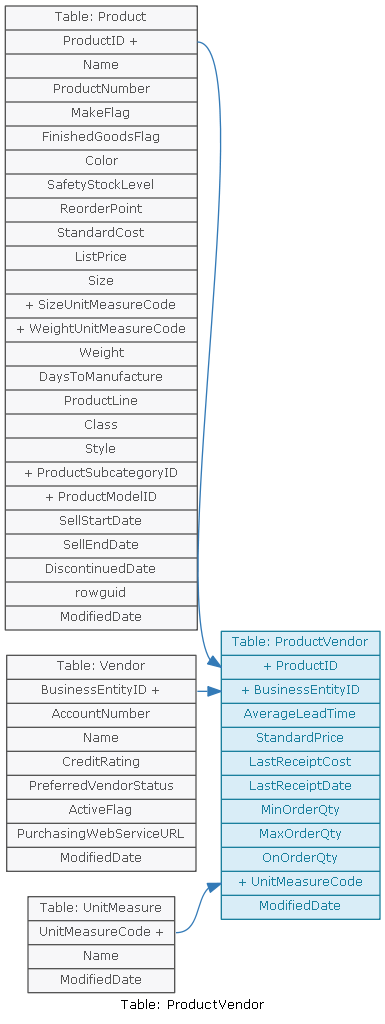 Table: Product
ProductID +
Name
ProductNumber
MakeFlag
FinishedGoodsFlag
Color
SafetyStockLevel
ReorderPoint
StandardCost
ListPrice
Size
+ SizeUnitMeasureCode
+ WeightUnitMeasureCode
Weight
DaysToManufacture
ProductLine
Class
Style
+ ProductSubcategoryID
+ ProductModelID
SellStartDate
SellEndDate
DiscontinuedDate
rowguid
ModifiedDate
Table: Vendor
BusinessEntityID +
AccountNumber
Name
CreditRating
PreferredVendorStatus
ActiveFlag
PurchasingWebServiceURL
ModifiedDate
Table: UnitMeasure
UnitMeasureCode +
Name
ModifiedDate
Table: ProductVendor
+ ProductID
+ BusinessEntityID
AverageLeadTime
StandardPrice
LastReceiptCost
LastReceiptDate
MinOrderQty
MaxOrderQty
OnOrderQty
+ UnitMeasureCode
ModifiedDate
Table: ProductVendor